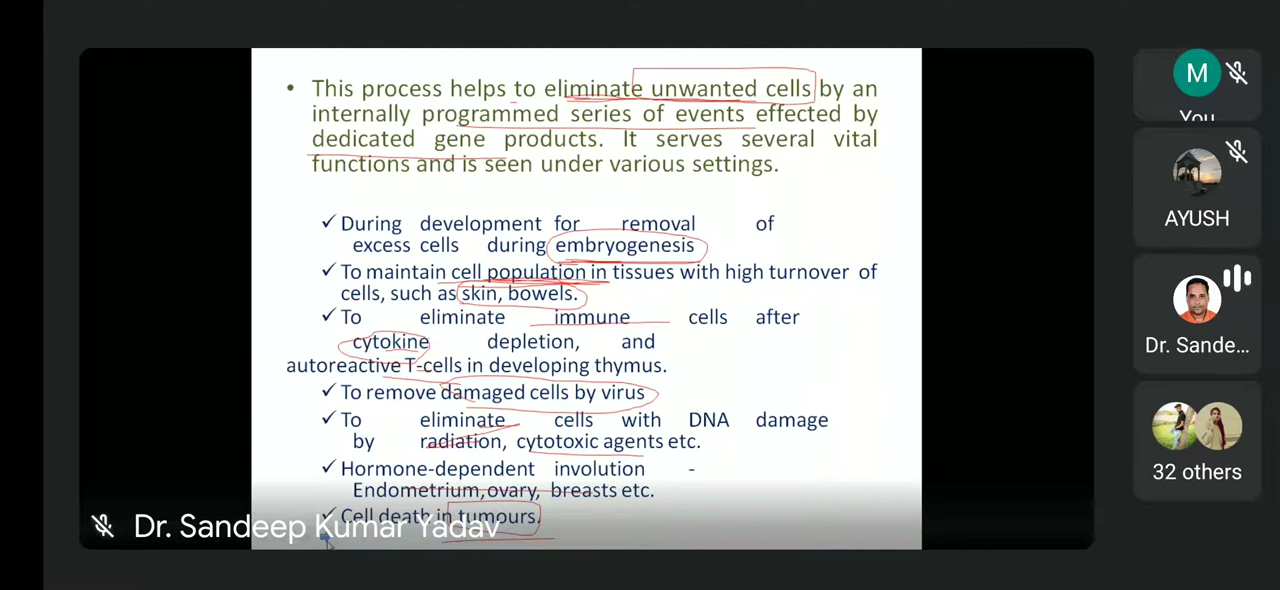 • This process helps to eliminate unwanted cells by an
internally programmed series of events effected by
dedicated gene products. It serves several vital
functions and is seen under various settings.
✓ During development for removal of
excess cells during embryogenesis
✓ To maintain cell population in tissues with high turnover of
cells, such as skin, bowels.
✓ To eliminate immune cells after
cytokine depletion, and
autoreactive T-cells in developing thymus.
✓ To remove damaged cells by virus
✓ To eliminate cells with DNA damage
by radiation, cytotoxic agents etc.
✓ Hormone-dependent involution -
Endometrium, ovary, breasts etc.
✓ Cell death in tumours.
Dr. Sandeep Kumar Yadav
M
You
AYUSH
Dr. Sande...
32 others